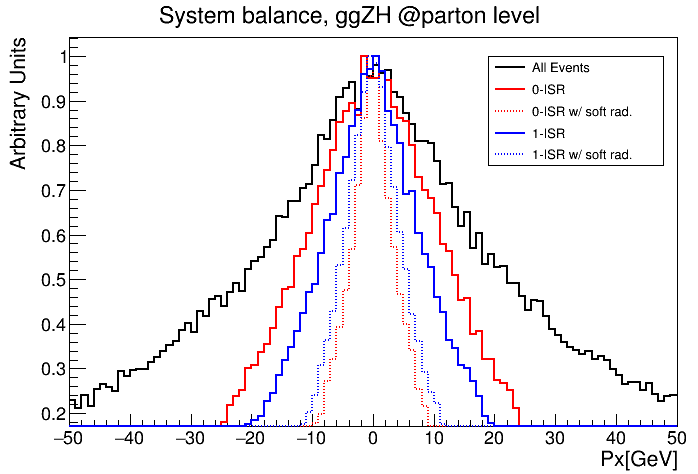 System balance, ggZH @parton level
Arbitrary Units
1
0.9
0.8
0.7
0.6
0.5
0.4
0.3
0.2
All Events
0-ISR
0-ISR w/ soft rad.
1-ISR
1-ISR w/ soft rad.
−50 −40 −30 −20 −10 0 10 20 30 40 50
Px[GeV]